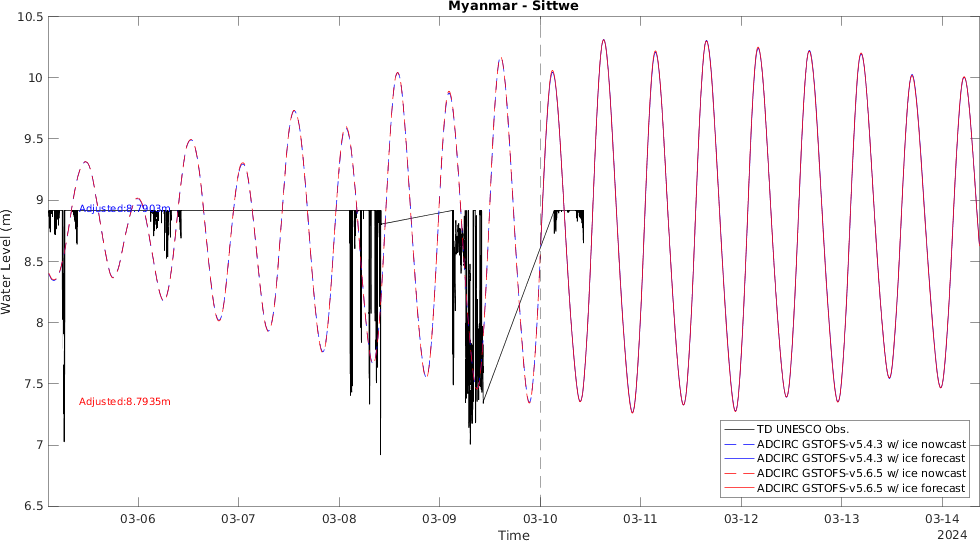 Myanmar - Sittwe
10.5
10
9.5
9
8.5
8
7.5
7
6.5
Water Level (m)
Adjusted:8.7903m
Adjusted:8.7935m
TD UNESCO Obs.
ADCIRC GSTOFS-v5.4.3 w/ ice nowcast
ADCIRC GSTOFS-v5.4.3 w/ ice forecast
ADCIRC GSTOFS-v5.6.5 w/ ice nowcast
ADCIRC GSTOFS-v5.6.5 w/ ice forecast
03-06 03-07 03-08 03-09 03-10 03-11 03-12 03-13 03-14
Time
2024